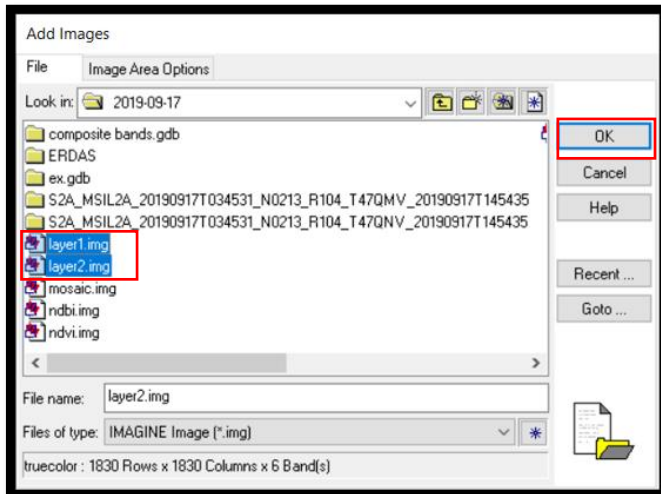 Add Images
File Image Area Options
Look in: 2019-09-17
composite bands.gdb
ERDAS
ex.gdb
S2A_MSIL2A_20190917T034531_N0213_R104_T47QMV_20190917T145435
S2A_MSIL2A_20190917T034531_N0213_R104_T47QNV_20190917T145435
layer1.img
layer2.img
mosaic.img
ndbi.img
ndvi.img
OK
Cancel
Help
Recent ...
Goto ...
File name: layer2.img
Files of type: IMAGINE Image (*.img)
truecolor : 1830 Rows x 1830 Columns x 6 Band(s)